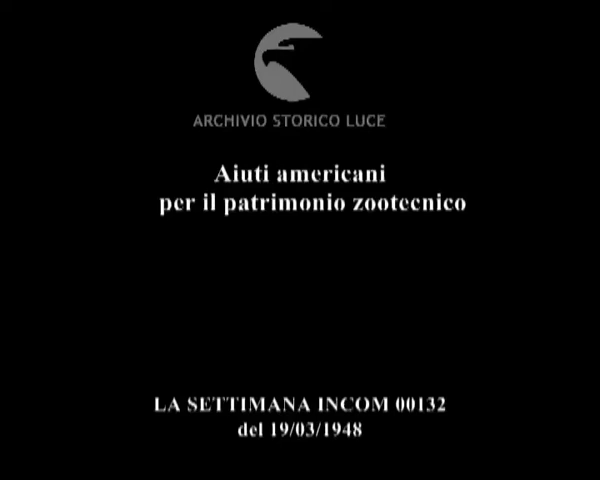 ARCHIVIO STORICO LUCE
Aiuti americani
per il patrimonio zootecnico
LA SETTIMANA INCOM 00132
del 19/03/1948